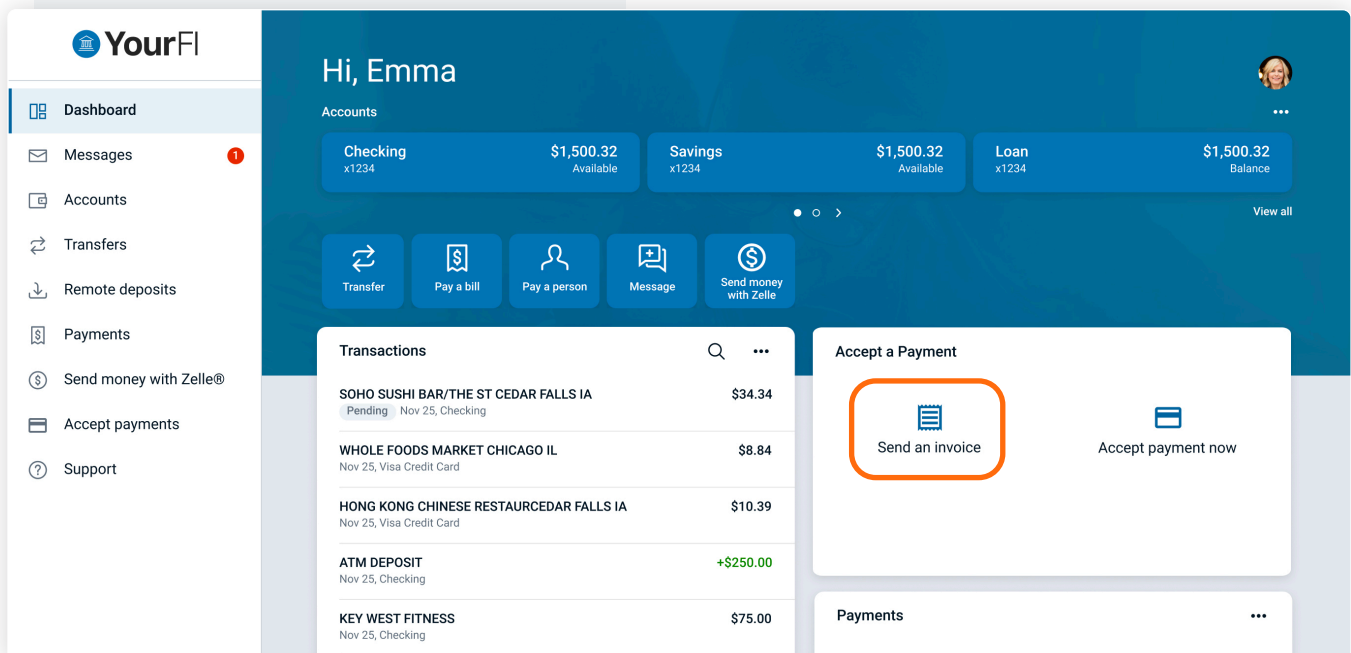 YourFI
Dashboard
Messages
1
Accounts
Transfers
Remote deposits
Payments
Send money with Zelle®
Accept payments
Support
Hi, Emma
Accounts
Checking $1,500.32
x1234 Available
Savings $1,500.32
x1234 Available
Loan $1,500.32
x1234 Balance
View all
Transfer
Pay a bill
Pay a person
Message
Send money
with Zelle
Transactions
SOHO SUSHI BAR/THE ST CEDAR FALLS IA $34.34
Pending Nov 25, Checking
WHOLE FOODS MARKET CHICAGO IL $8.84
Nov 25, Visa Credit Card
HONG KONG CHINESE RESTAURCEDAR FALLS IA $10.39
Nov 25, Visa Credit Card
ATM DEPOSIT +$250.00
Nov 25, Checking
KEY WEST FITNESS $75.00
Nov 25, Checking
Accept a Payment
Send an invoice
Accept payment now
Payments